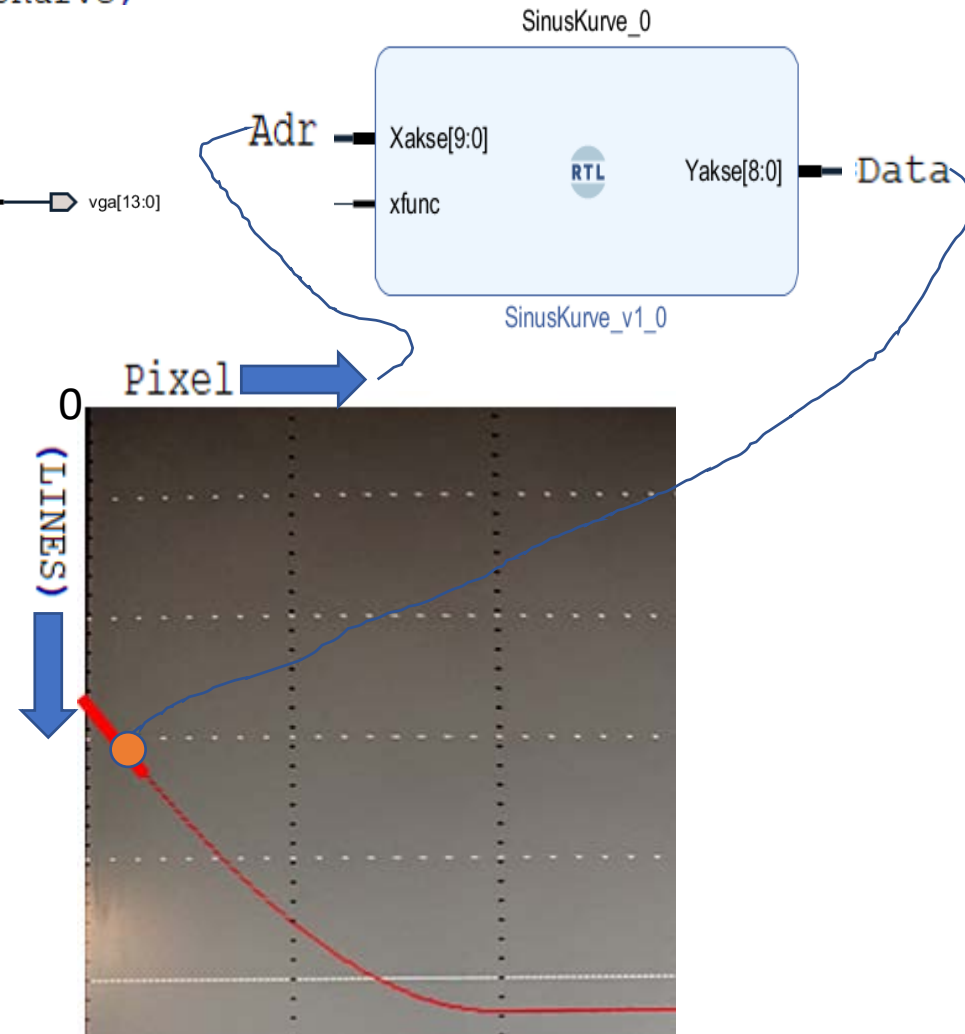 SinusKurve_0
Adr
Xakse[9:0]
RTL
Yakse[8:0]
Data
vga[13:0]
xfunc
SinusKurve_v1_0
Pixel
0
(LINES)